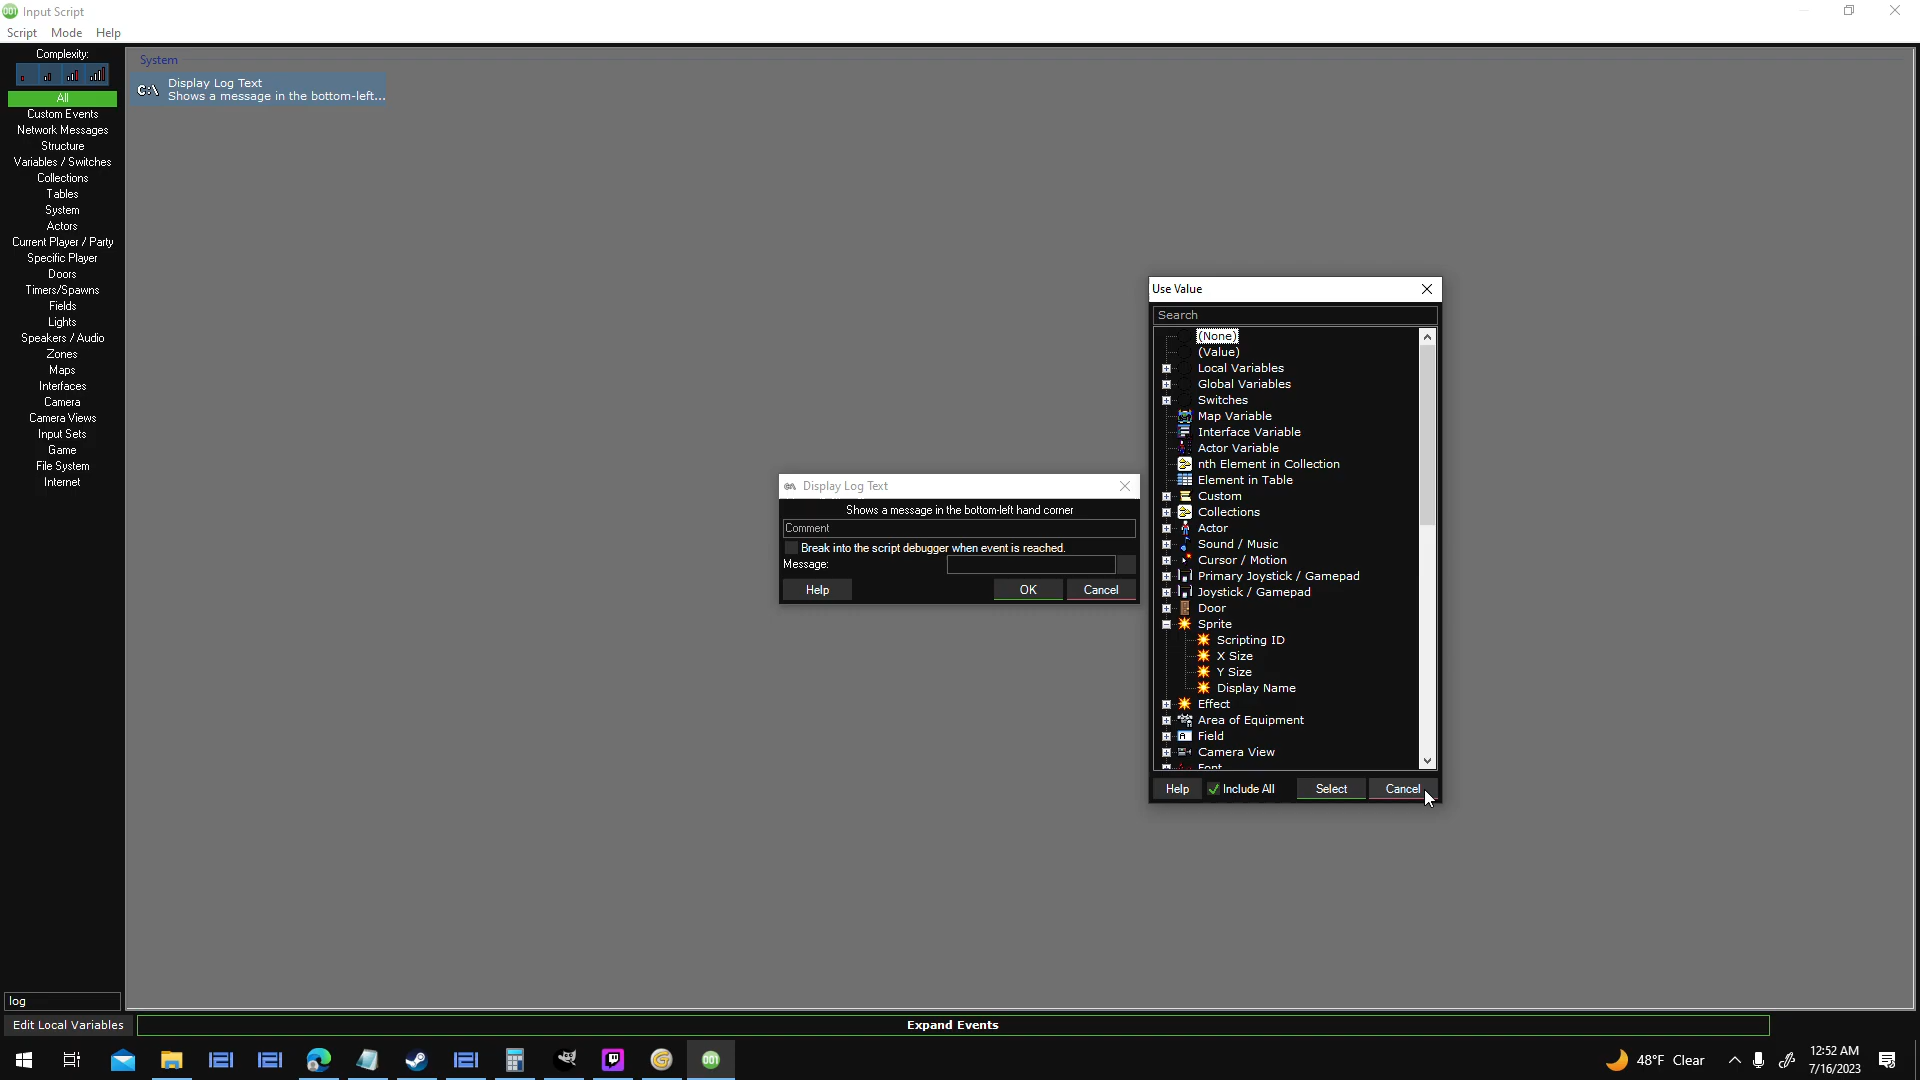 Input Script
Script Mode Help
Complexity:
All
Custom Events
Network Messages
Structure
Variables / Switches
Collections
Tables
System
Actors
Current Player / Party
Specific Player
Doors
Timers/Spawns
Fields
Lights
Speakers / Audio
Zones
Maps
Interfaces
Camera
Camera Views
Input Sets
Game
File System
Internet
log
Edit Local Variables
System
C:\
Display Log Text
Shows a message in the bottom-left...
Display Log Text
Shows a message in the bottom-left hand corner
Comment
Break into the script debugger when event is reached.
Message:
Help OK Cancel
Use Value
Search
(None)
(Value)
Local Variables
Global Variables
Switches
Map Variable
Interface Variable
Actor Variable
nth Element in Collection
Element in Table
Custom
Collections
Actor
Sound / Music
Cursor / Motion
Primary Joystick / Gamepad
Joystick / Gamepad
Door
Sprite
Scripting ID
X Size
Y Size
Display Name
Effect
Area of Equipment
Field
Camera View
Font
Help Include All Select Cancel
Expand Events
48°F Clear
12:52 AM
7/16/2023